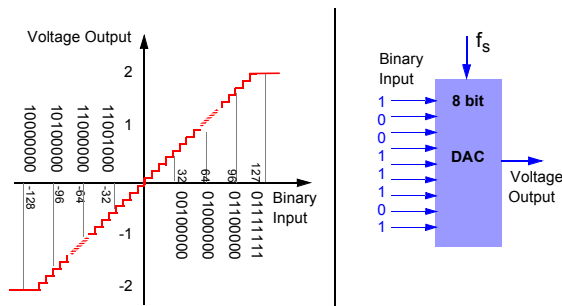 Voltage Output
2
1
-1
-2
10000000
10100000
11000000
11001000
-128
-96
-64
-32
32
64
96
127
00100000
01000000
01100000
01111111
Binary
Input
fs
Binary
Input
1
0
0
1
1
1
1
0
1
8 bit
DAC
Voltage
Output